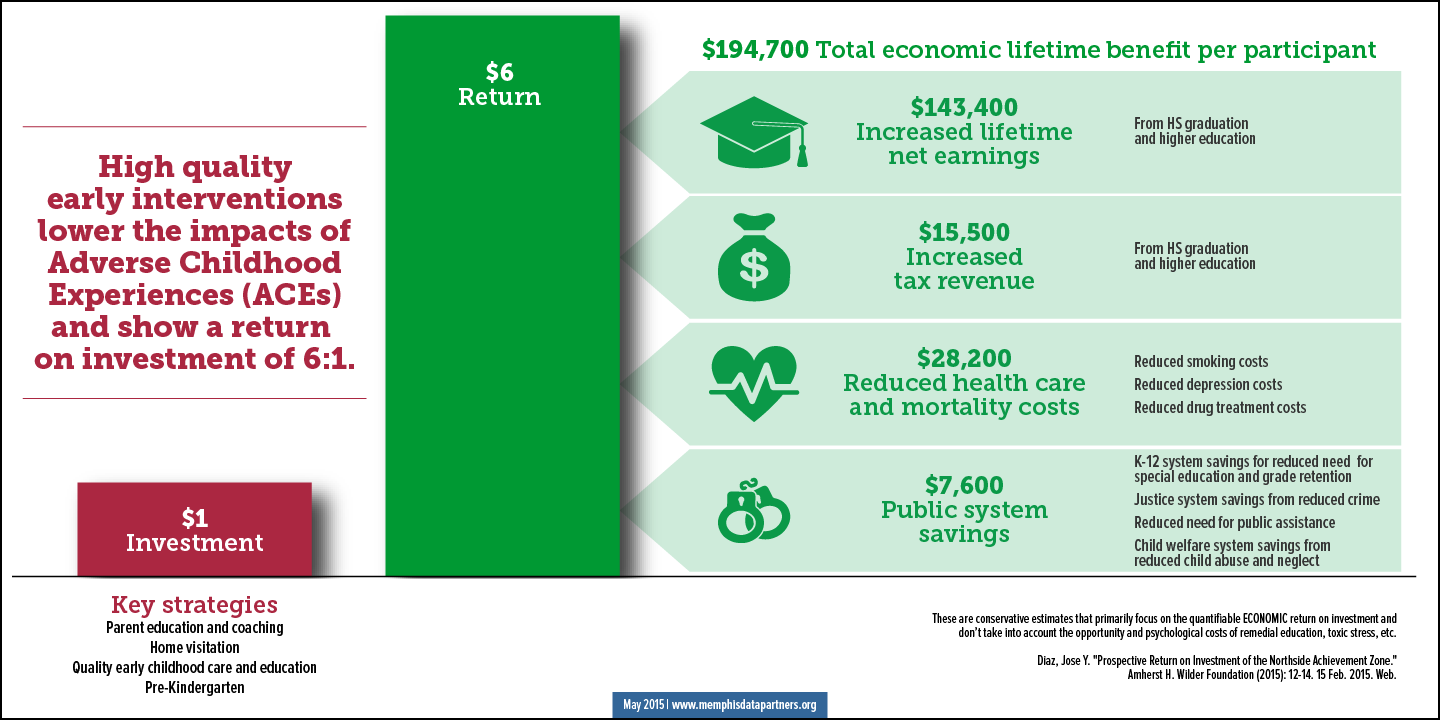 High quality
early interventions
lower the impacts of
Adverse Childhood
Experiences (ACEs)
and show a return
on investment of 6:1.
$1
Investment
Key strategies
Parent education and coaching
Home visitation
Quality early childhood care and education
Pre-Kindergarten
$6
Return
$194,700 Total economic lifetime benefit per participant
$143,400
Increased lifetime
net earnings
From HS graduation
and higher education
$
$15,500
Increased
tax revenue
From HS graduation
and higher education
$28,200
Reduced health care
and mortality costs
Reduced smoking costs
Reduced depression costs
Reduced drug treatment costs
$7,600
Public system
savings
K-12 system savings for reduced need for
special education and grade retention
Justice system savings from reduced crime
Reduced need for public assistance
Child welfare system savings from
reduced child abuse and neglect
These are conservative estimates that primarily focus on the quantifiable ECONOMIC return on investment and
don't take into account the opportunity and psychological costs of remedial education, toxic stress, etc.
Diaz, Jose Y. "Prospective Return on Investment of the Northside Achievement Zone."
Amherst H. Wilder Foundation (2015): 12-14. 15 Feb. 2015. Web.
May 2015 | www.memphisdatapartners.org